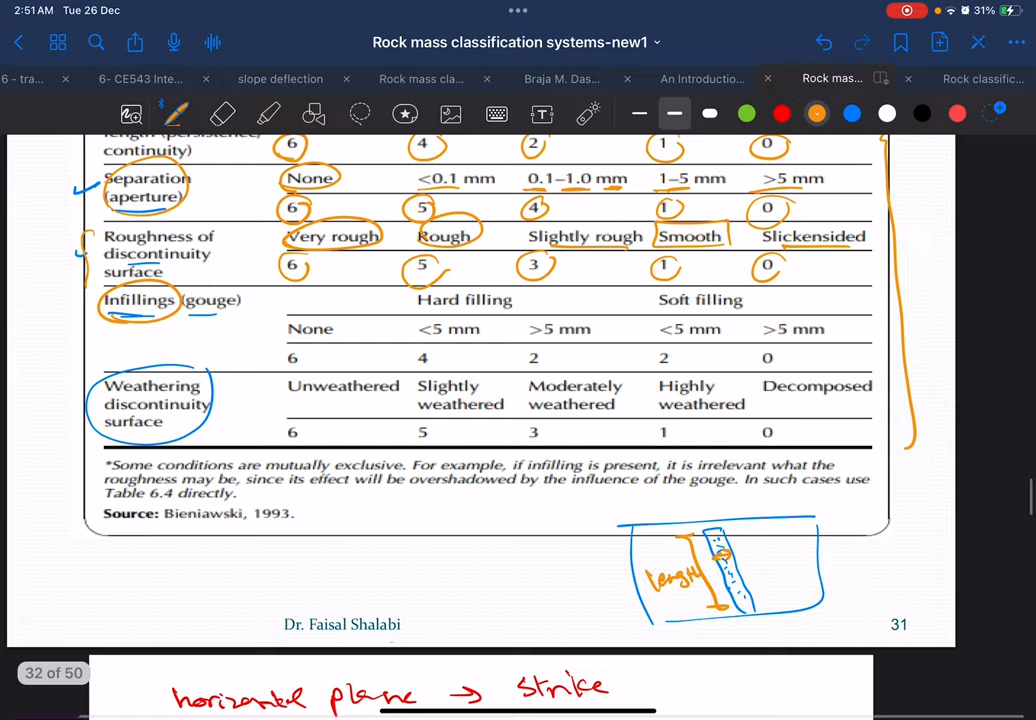 2:51 AM Tue 26 Dec
31%
Rock mass classification systems-new1
6 - tra...
6- CE543 Inte...
slope deflection
Rock mass cla...
Braja M. Das...
An Introductio...
Rock mas...
Rock classific...
length (persistence/
continuity) 6 4 2 1 0
Separation None <0.1 mm 0.1–1.0 mm 1–5 mm >5 mm
(aperture) 6 5 4 1 0
Roughness of Very rough Rough Slightly rough Smooth Slickensided
discontinuity
surface 6 5 3 1 0
Infillings (gouge) Hard filling Soft filling
None <5 mm >5 mm <5 mm >5 mm
6 4 2 2 0
Weathering Unweathered Slightly Moderately Highly Decomposed
discontinuity weathered weathered weathered
surface 6 5 3 1 0
*Some conditions are mutually exclusive. For example, if infilling is present, it is irrelevant what the
roughness may be, since its effect will be overshadowed by the influence of the gouge. In such cases use
Table 6.4 directly.
Source: Bieniawski, 1993.
length
Dr. Faisal Shalabi 31
32 of 50
horizontal plane → strike